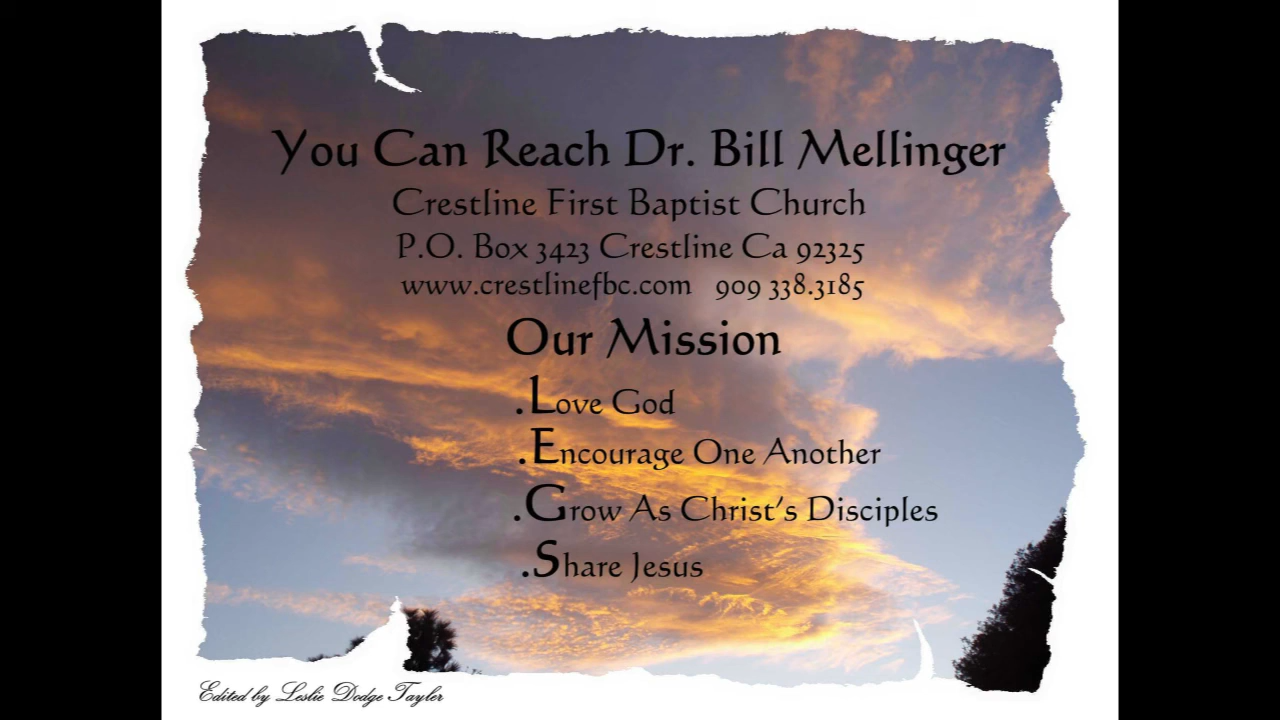 You Can Reach Dr. Bill Mellinger
Crestline First Baptist Church
P.O. Box 3423 Crestline Ca 92325
www.crestlinefbc.com 909 338.3185
Our Mission
.Love God
.Encourage One Another
.Grow As Christ's Disciples
.Share Jesus
Edited by Leslie Dodge Taylor